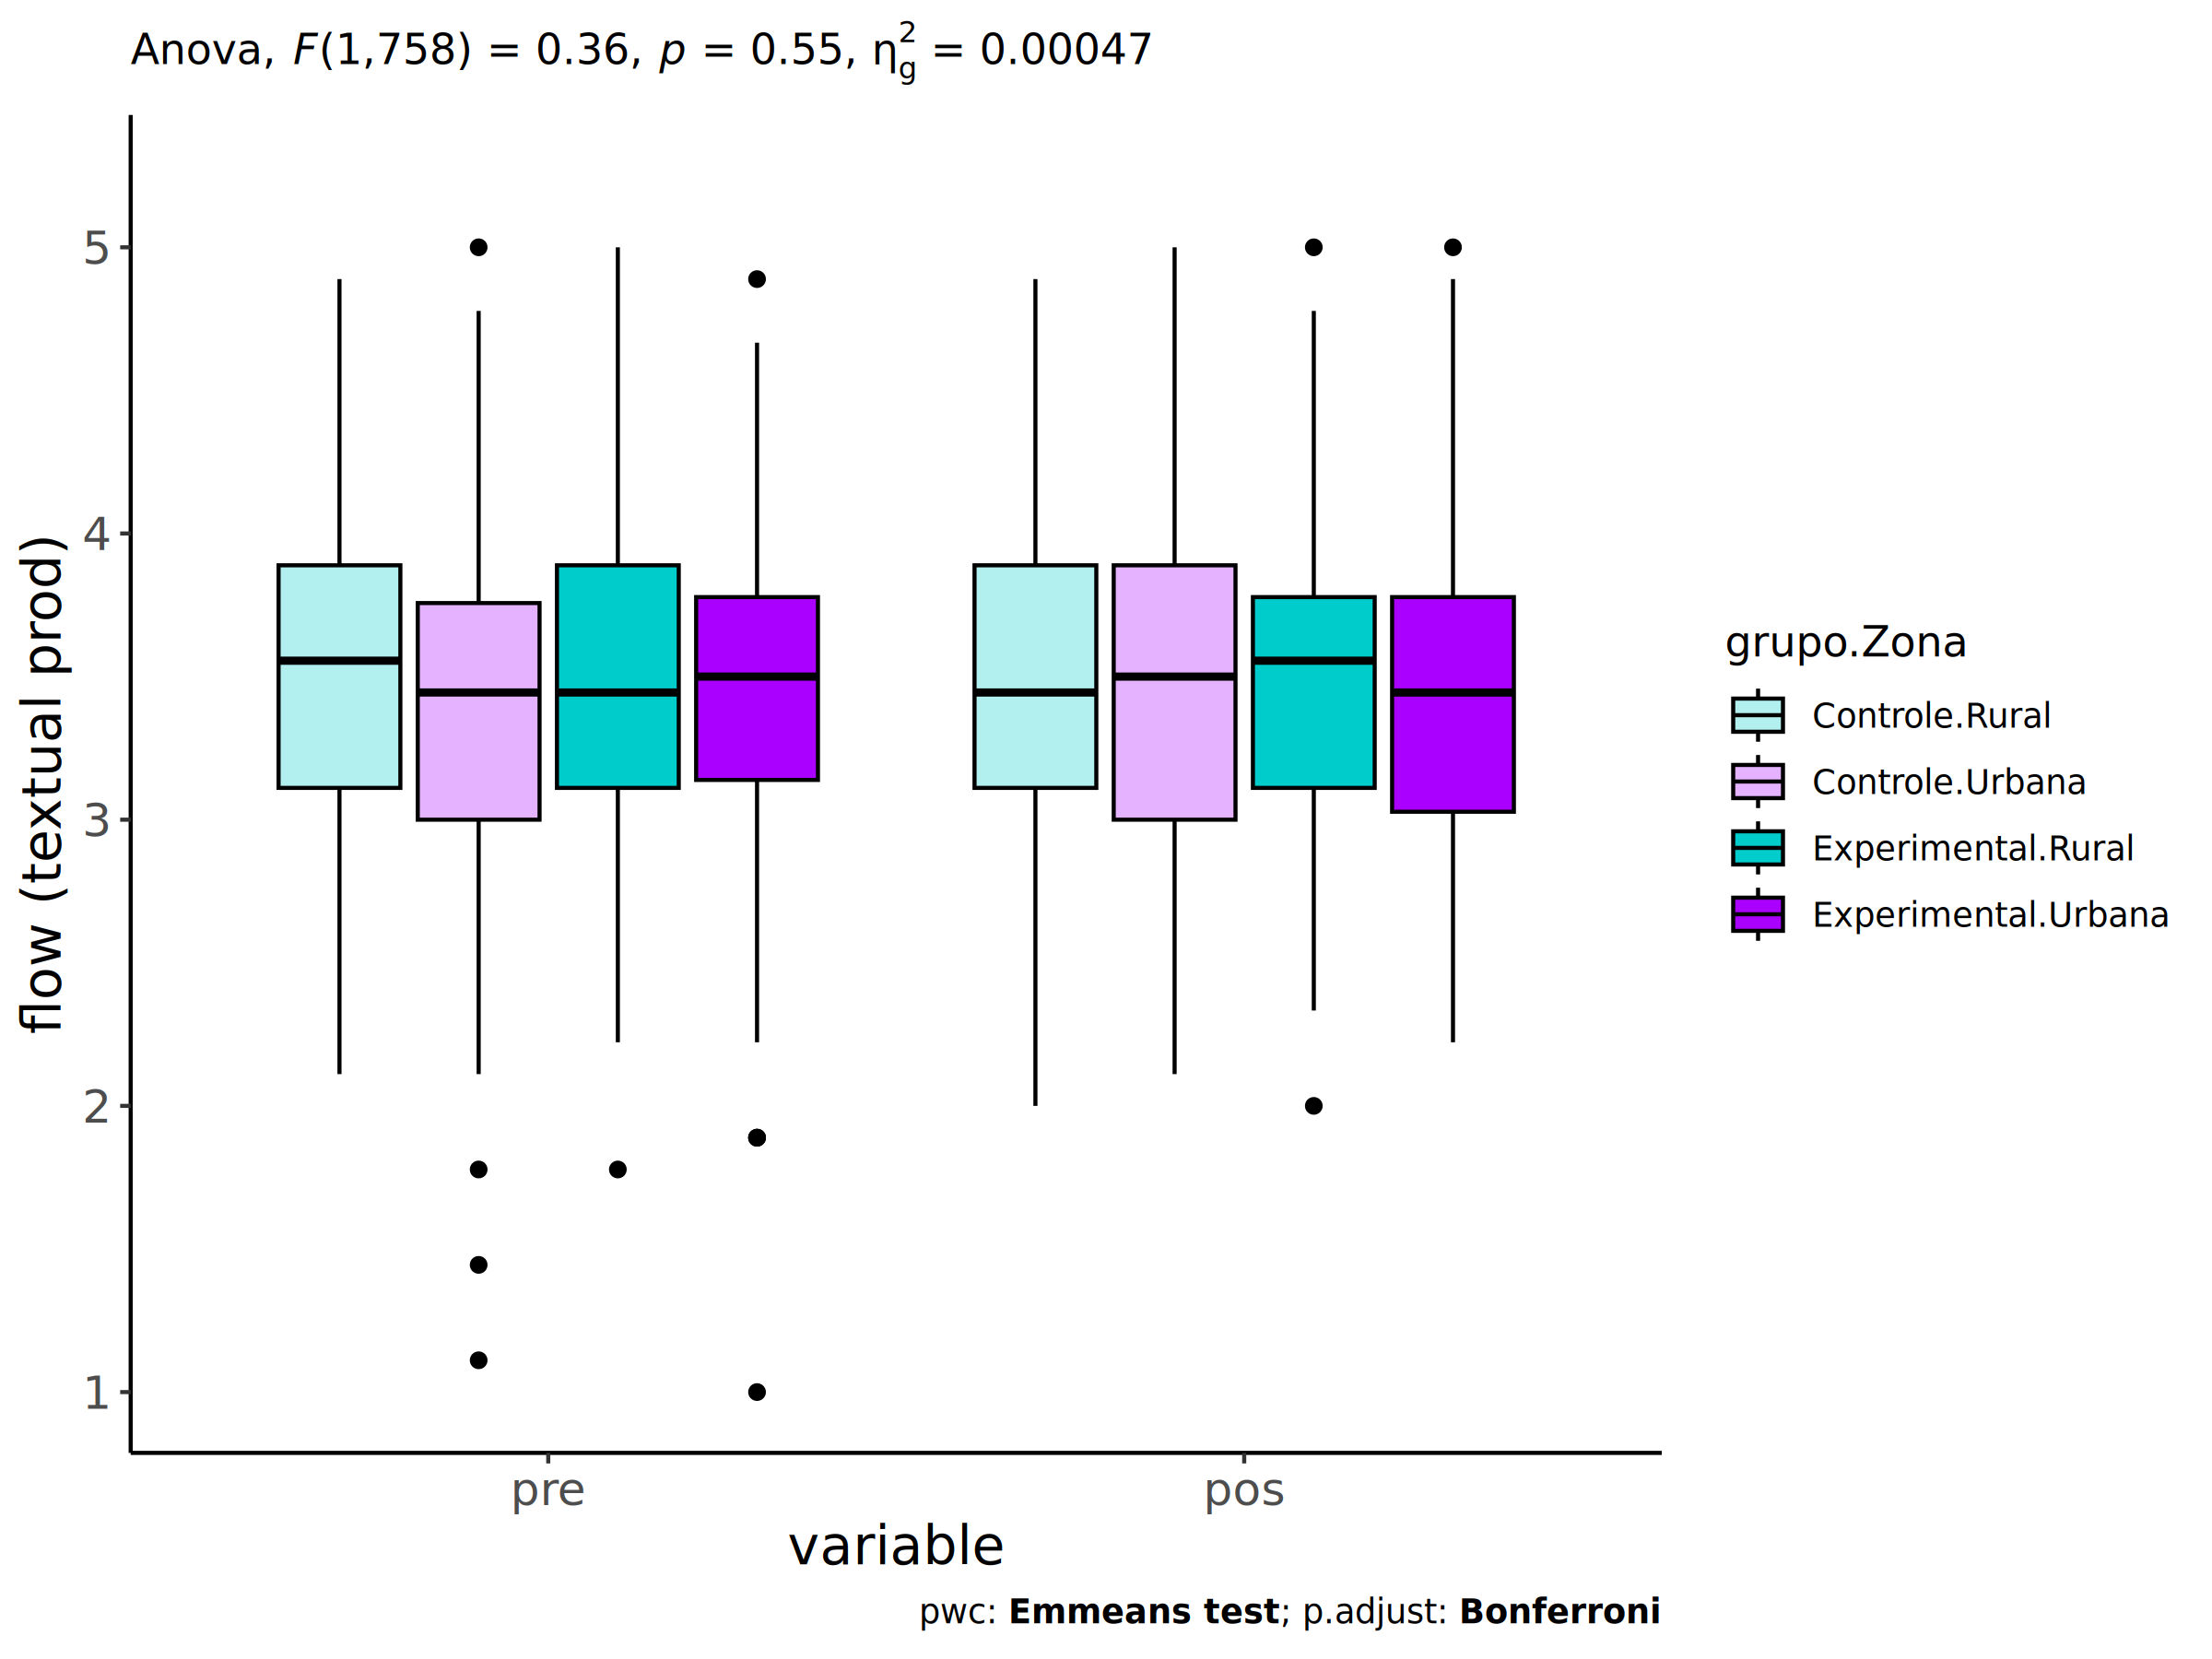 Anova, F(1,758) = 0.36, p = 0.55, η²g = 0.00047
flow (textual prod)
5
4
3
2
1
pre
pos
variable
grupo.Zona
Controle.Rural
Controle.Urbana
Experimental.Rural
Experimental.Urbana
pwc: Emmeans test; p.adjust: Bonferroni